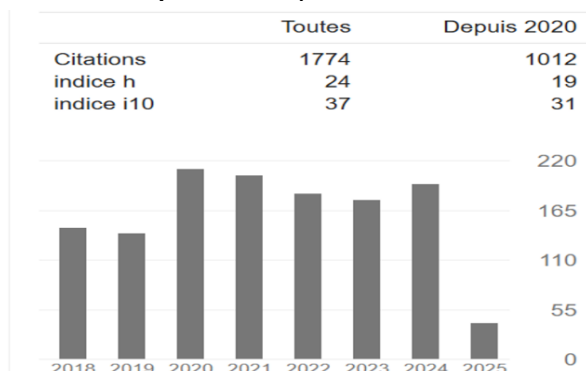 Toutes Depuis 2020
Citations 1774 1012
indice h 24 19
indice i10 37 31
220
165
110
55
0
2018 2019 2020 2021 2022 2023 2024 2025